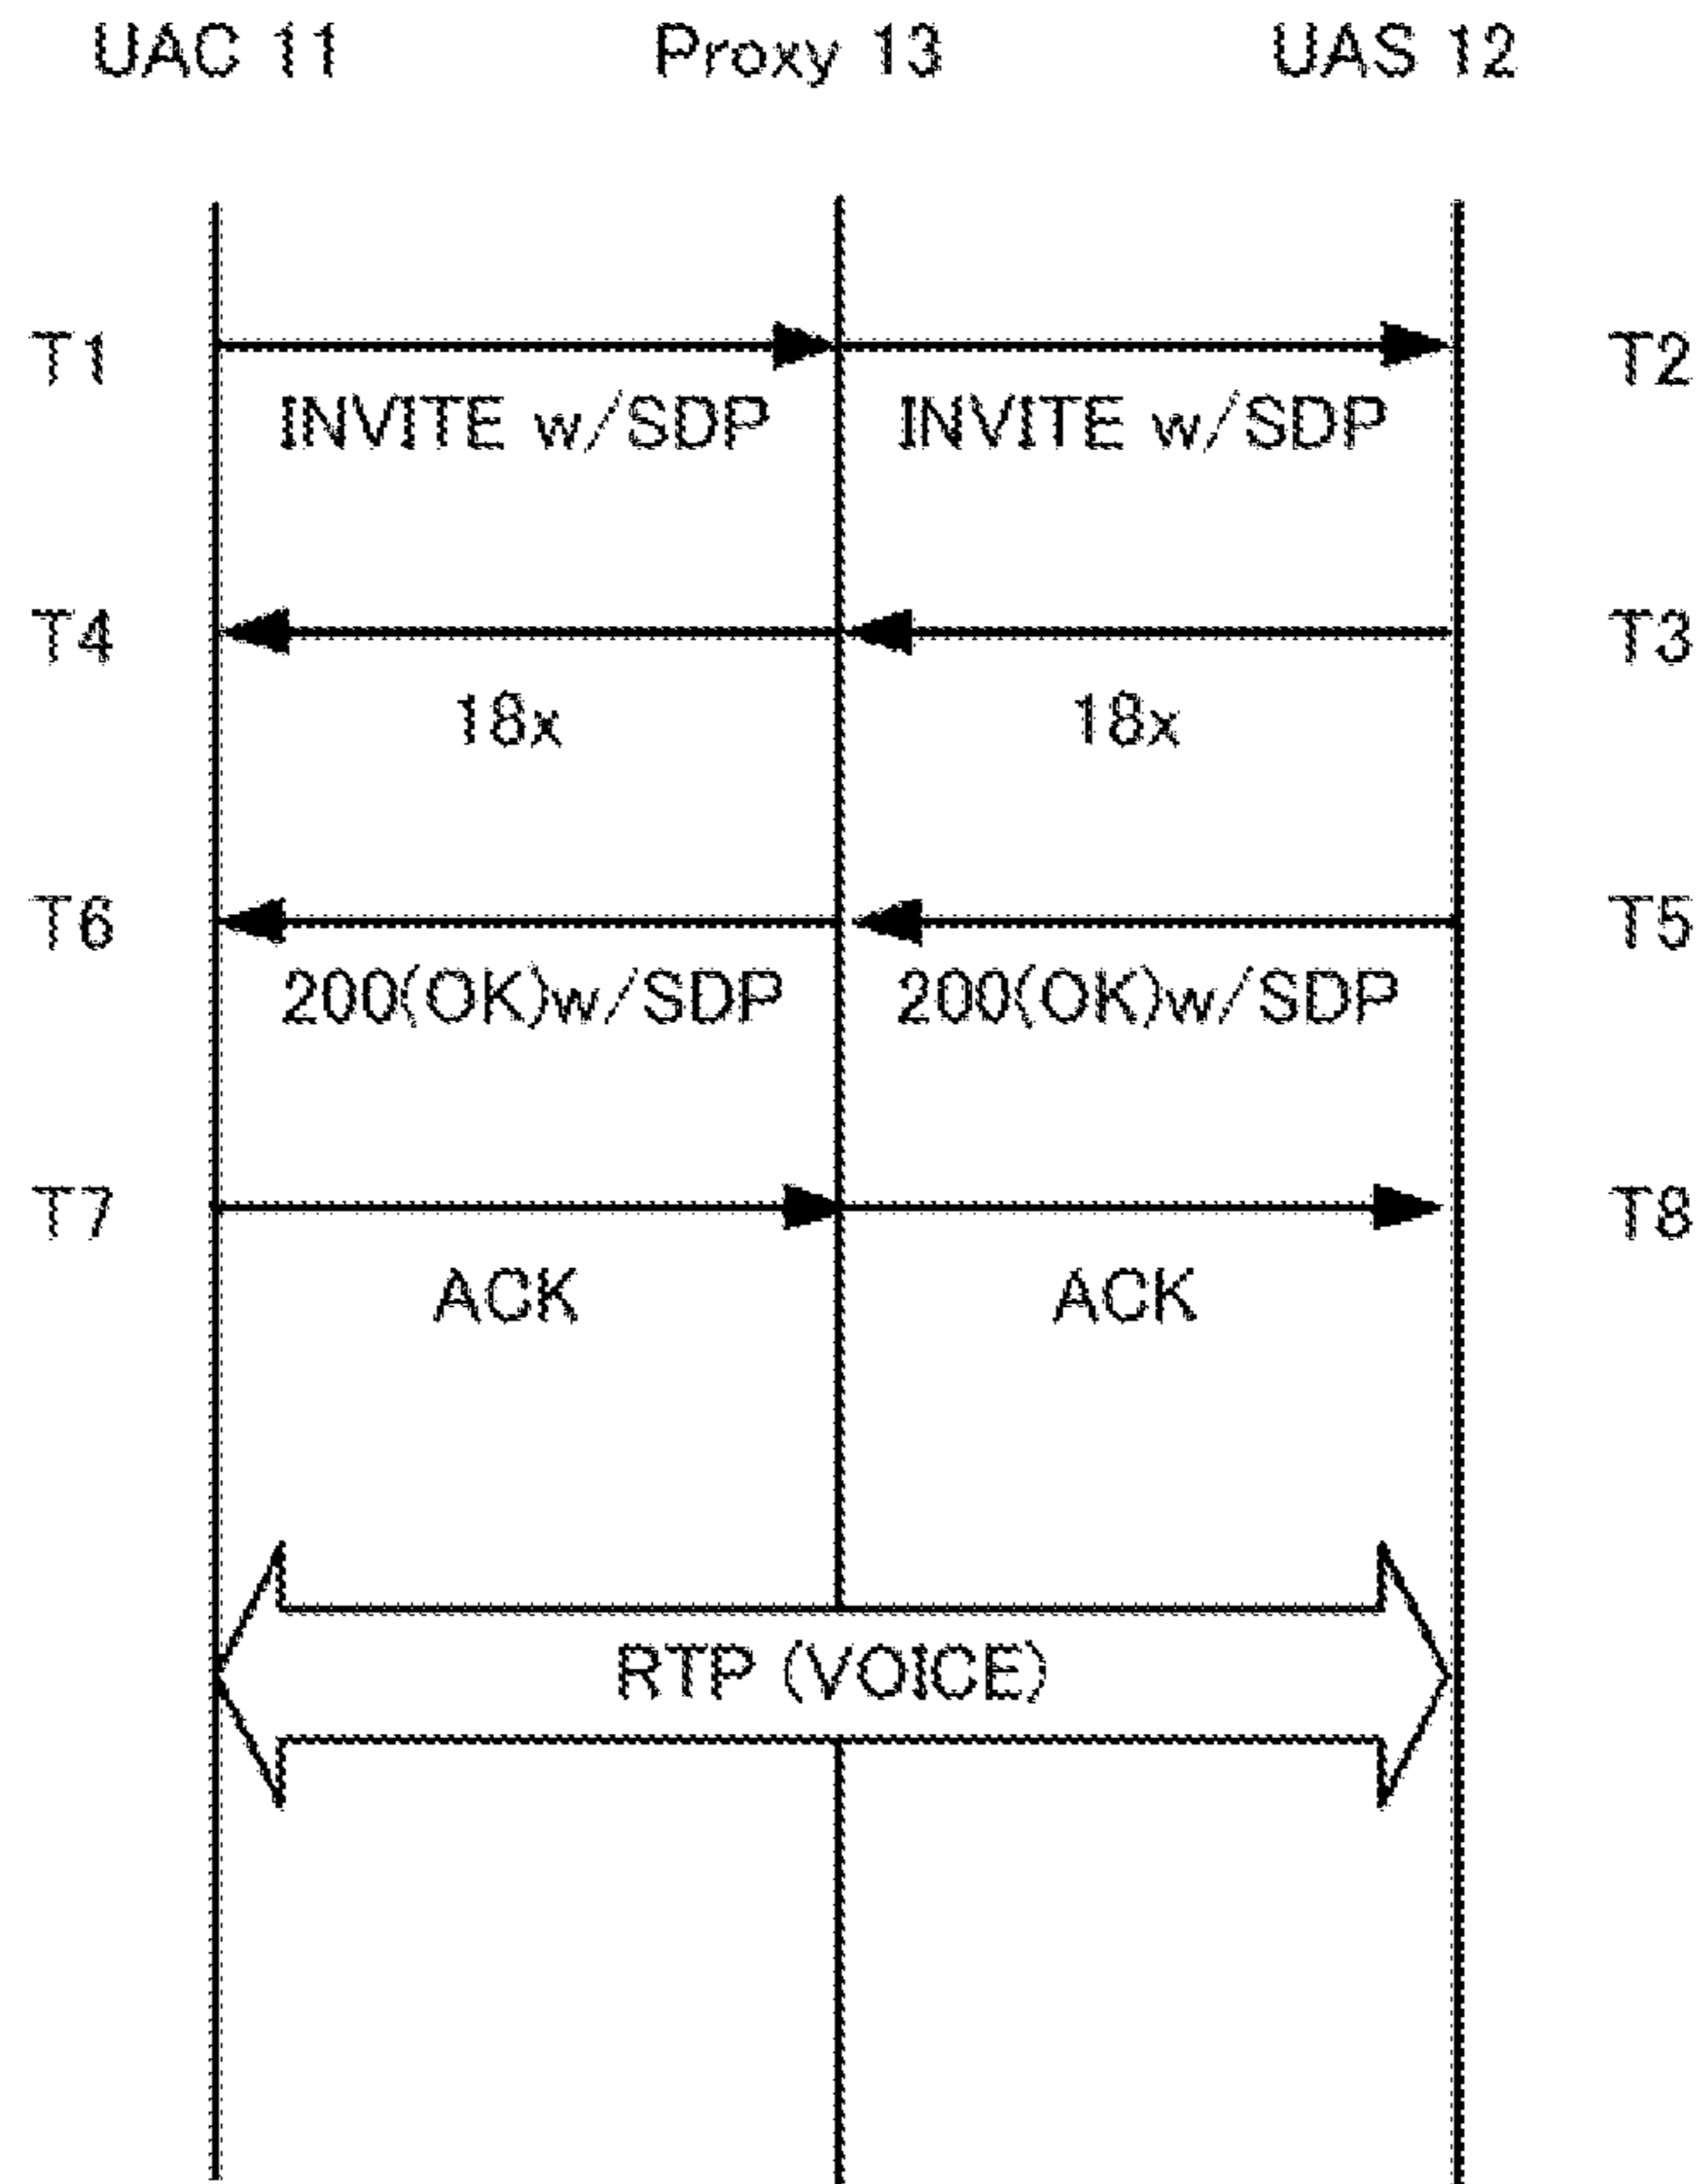 UAC 11 Proxy 13 UAS 12
T1 T2
INVITE w/SDP INVITE w/SDP
T4 T3
18x 18x
T6 T5
200(OK)w/SDP 200(OK)w/SDP
T7 T8
ACK ACK
RTP (VOICE)